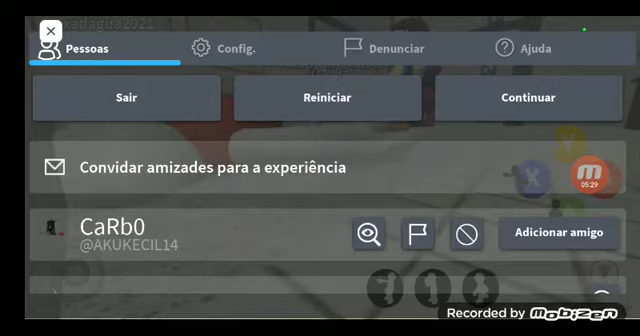 Pessoas
Config.
Denunciar
Ajuda
Sair
Reiniciar
Continuar
Convidar amizades para a experiência
Y
X
05:29
CaRb0
@AKUKECIL14
Adicionar amigo
Recorded by mobizen